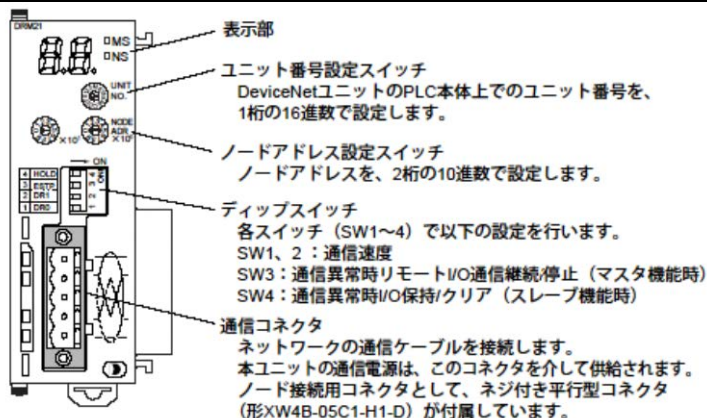 DRM21
MS
NS
表示部
UNIT
NO.
ユニット番号設定スイッチ
DeviceNetユニットのPLC本体上でのユニット番号を、
1桁の16進数で設定します。
×10¹
NODE
ADR
×10⁰
ノードアドレス設定スイッチ
ノードアドレスを、2桁の10進数で設定します。
→ ON
4 HOLD
3 ESTP
2 DR1
1 DR0
1 2 3 4
ON
ディップスイッチ
各スイッチ（SW1～4）で以下の設定を行います。
SW1、2：通信速度
SW3：通信異常時リモートI/O通信継続/停止（マスタ機能時）
SW4：通信異常時I/O保持/クリア（スレーブ機能時）
通信コネクタ
ネットワークの通信ケーブルを接続します。
本ユニットの通信電源は、このコネクタを介して供給されます。
ノード接続用コネクタとして、ネジ付き平行型コネクタ
（形XW4B-05C1-H1-D）が付属しています。